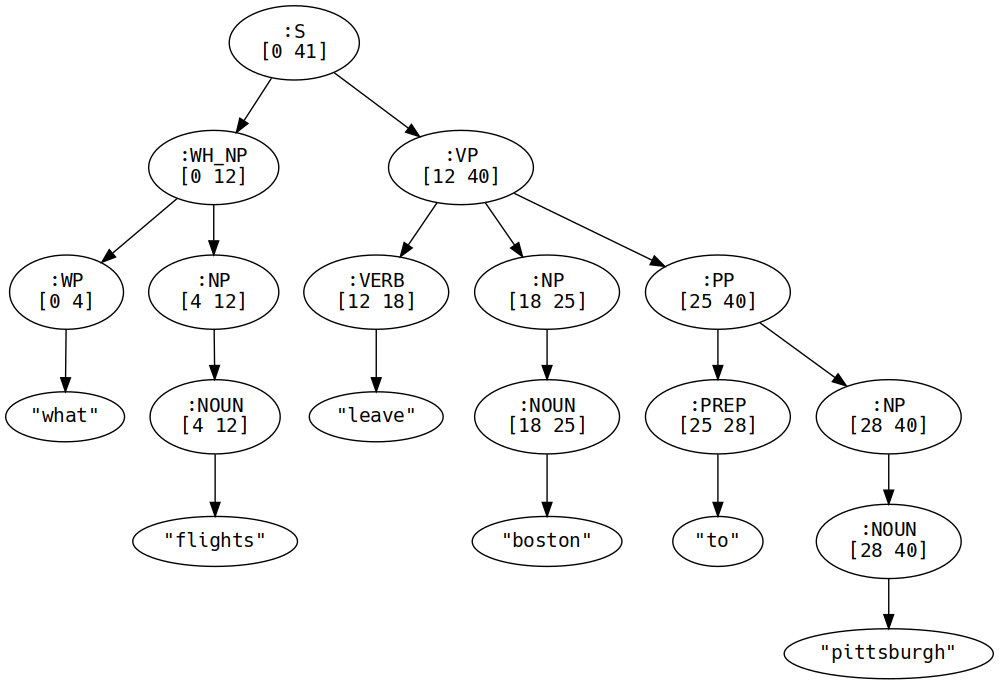 :S
[0 41]
:WH_NP
[0 12]
:VP
[12 40]
:WP
[0 4]
:NP
[4 12]
:VERB
[12 18]
:NP
[18 25]
:PP
[25 40]
"what"
:NOUN
[4 12]
"leave"
:NOUN
[18 25]
:PREP
[25 28]
:NP
[28 40]
"flights"
"boston"
"to"
:NOUN
[28 40]
"pittsburgh"